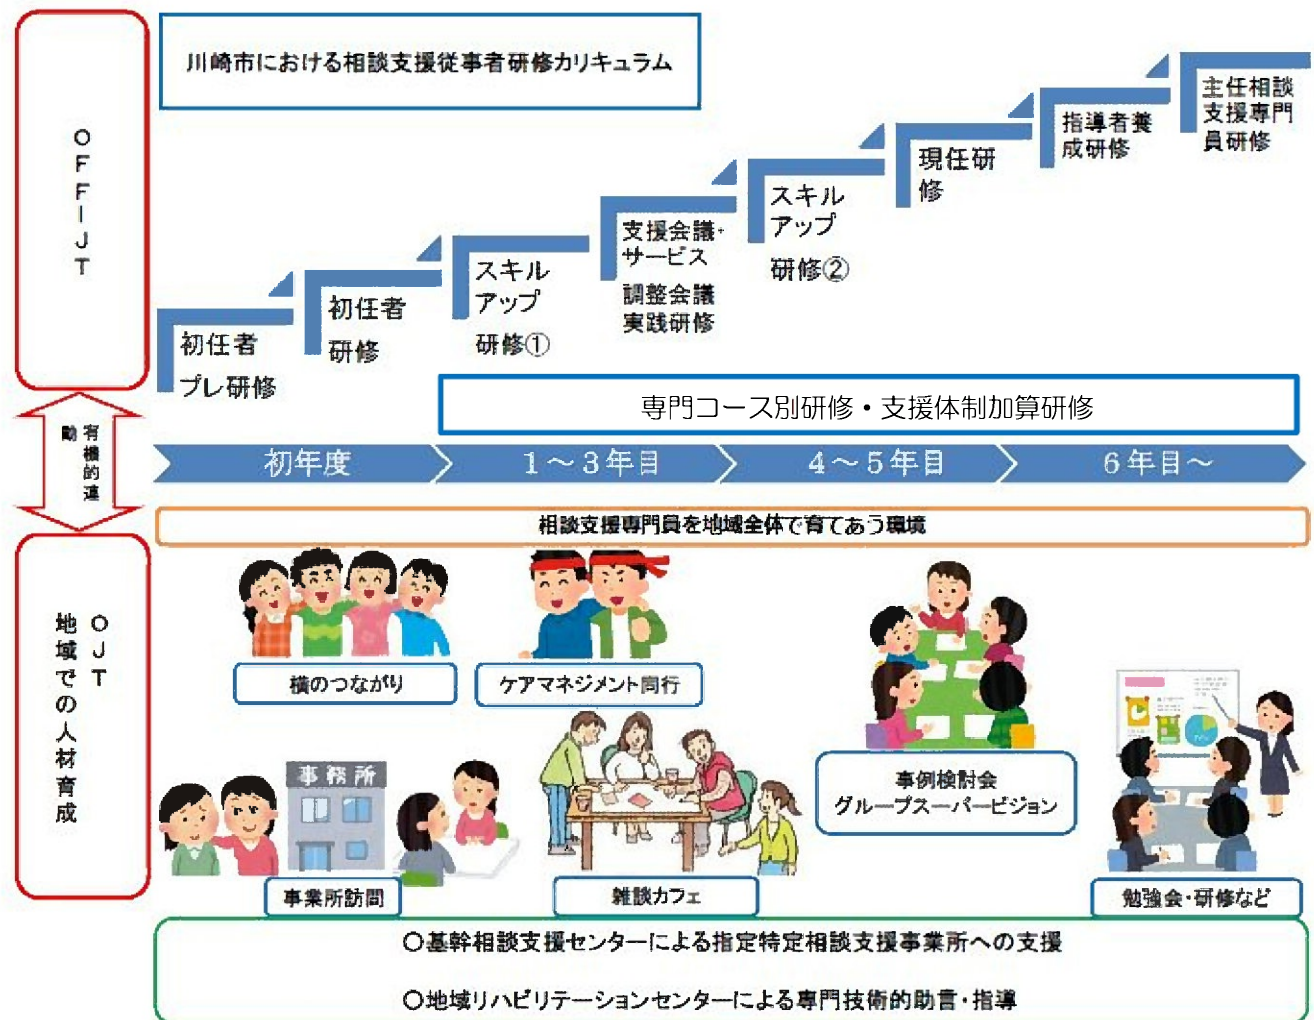 川崎市における相談支援従事者研修カリキュラム
OFF-JT
初任者
プレ研修
初任者
研修
スキル
アップ
研修①
支援会議・
サービス
調整会議
実践研修
スキル
アップ
研修②
現任研
修
指導者養
成研修
主任相談
支援専門
員研修
専門コース別研修・支援体制加算研修
有機的連
動
初年度
1～3年目
4～5年目
6年目～
相談支援専門員を地域全体で育てあう環境
OJT
地域での人材育成
横のつながり
ケアマネジメント同行
事務所
事業所訪問
雑談カフェ
事例検討会
グループスーパービジョン
勉強会・研修など
○基幹相談支援センターによる指定特定相談支援事業所への支援
○地域リハビリテーションセンターによる専門技術的助言・指導